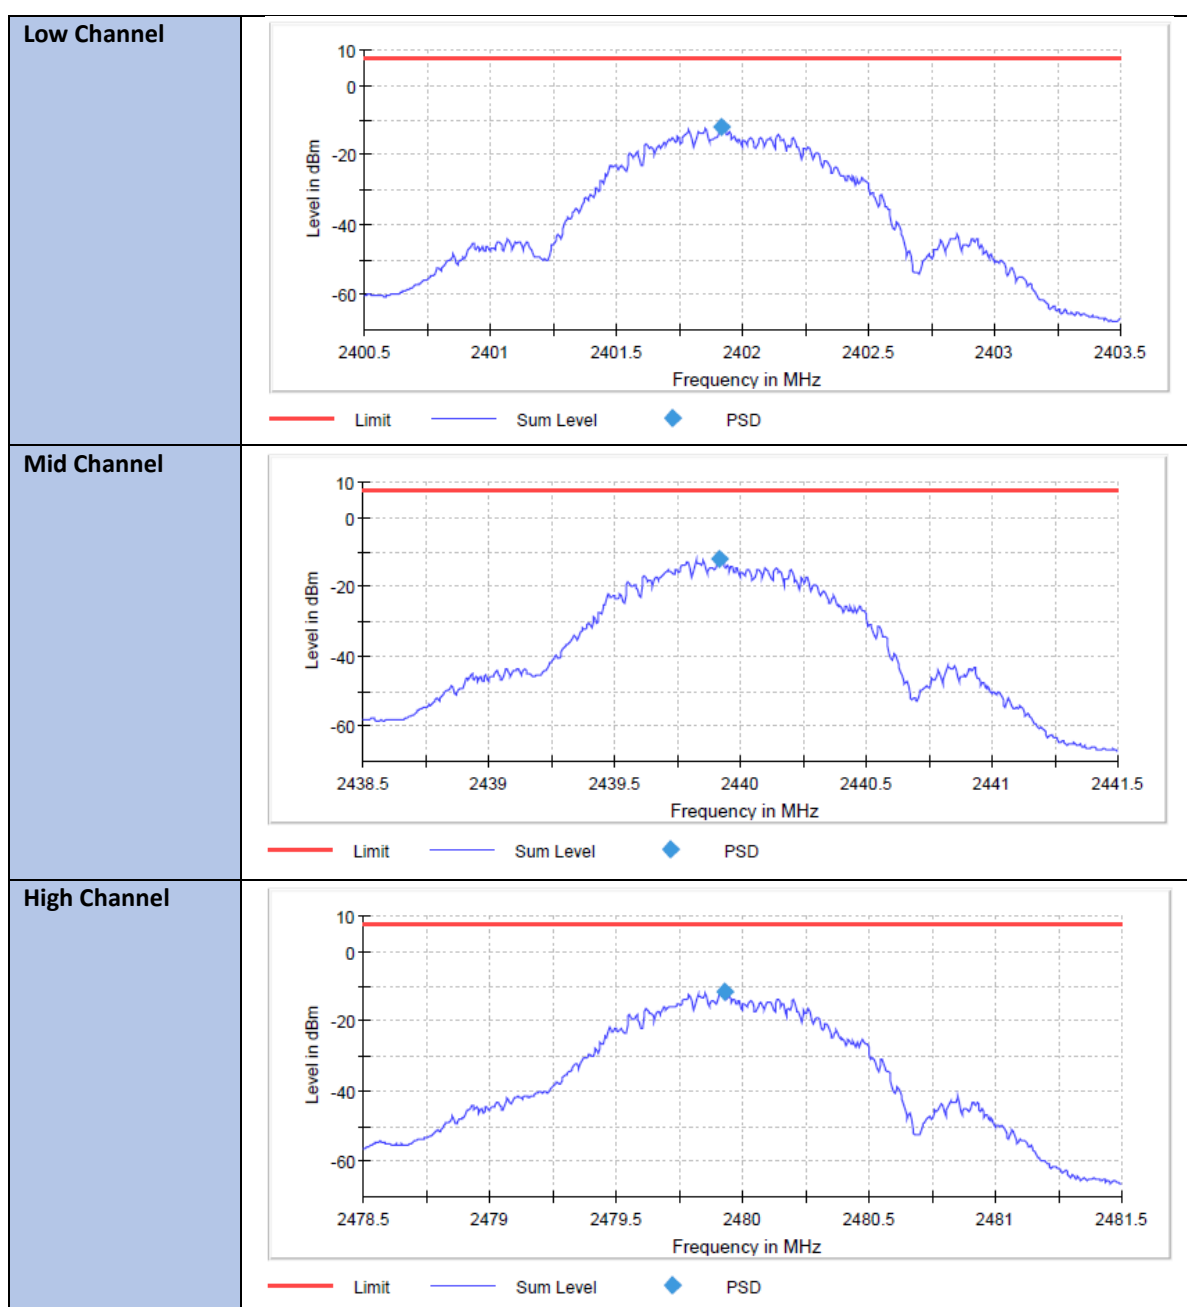 Low Channel
10
0
-20
-40
-60
Level in dBm
2400.5 2401 2401.5 2402 2402.5 2403 2403.5
Frequency in MHz
Limit Sum Level PSD
Mid Channel
10
0
-20
-40
-60
Level in dBm
2438.5 2439 2439.5 2440 2440.5 2441 2441.5
Frequency in MHz
Limit Sum Level PSD
High Channel
10
0
-20
-40
-60
Level in dBm
2478.5 2479 2479.5 2480 2480.5 2481 2481.5
Frequency in MHz
Limit Sum Level PSD